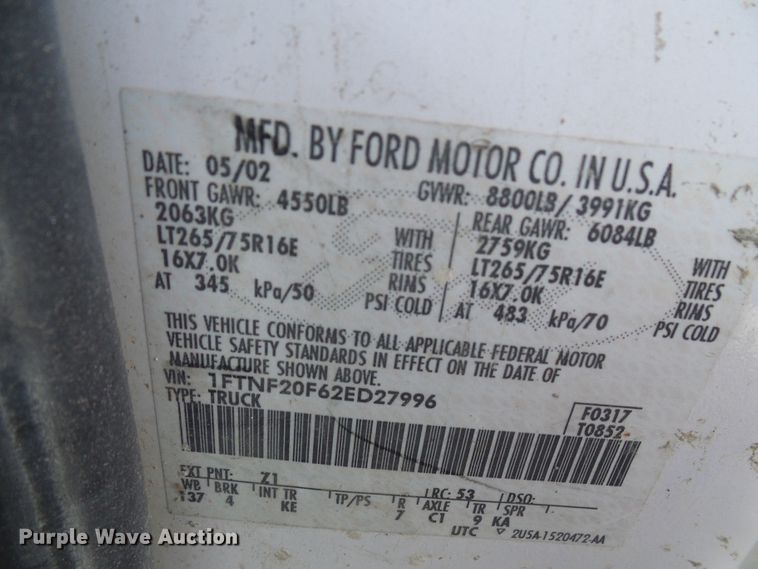 MFD. BY FORD MOTOR CO. IN U.S.A.
DATE: 05/02 GVWR: 8800LB/ 3991KG
FRONT GAWR: 4550LB REAR GAWR: 6084LB
2063KG WITH 2759KG WITH
LT265/75R16E TIRES LT265/75R16E TIRES
16X7.0K RIMS 16X7.0K RIMS
AT 345 kPa/50 PSI COLD AT 483 kPa/70 PSI COLD
THIS VEHICLE CONFORMS TO ALL APPLICABLE FEDERAL MOTOR
VEHICLE SAFETY STANDARDS IN EFFECT ON THE DATE OF
MANUFACTURE SHOWN ABOVE.
VIN: 1FTNF20F62ED27996
TYPE: TRUCK
F0317
T0852
EXT PNT: Z1 RC: 53 DSO:
WB BRK INT TR TP/PS R AXLE TR SPR
137 4 KE 7 C1 9 KA
UTC ▽ 2U5A-1520472-AA
Purple Wave Auction